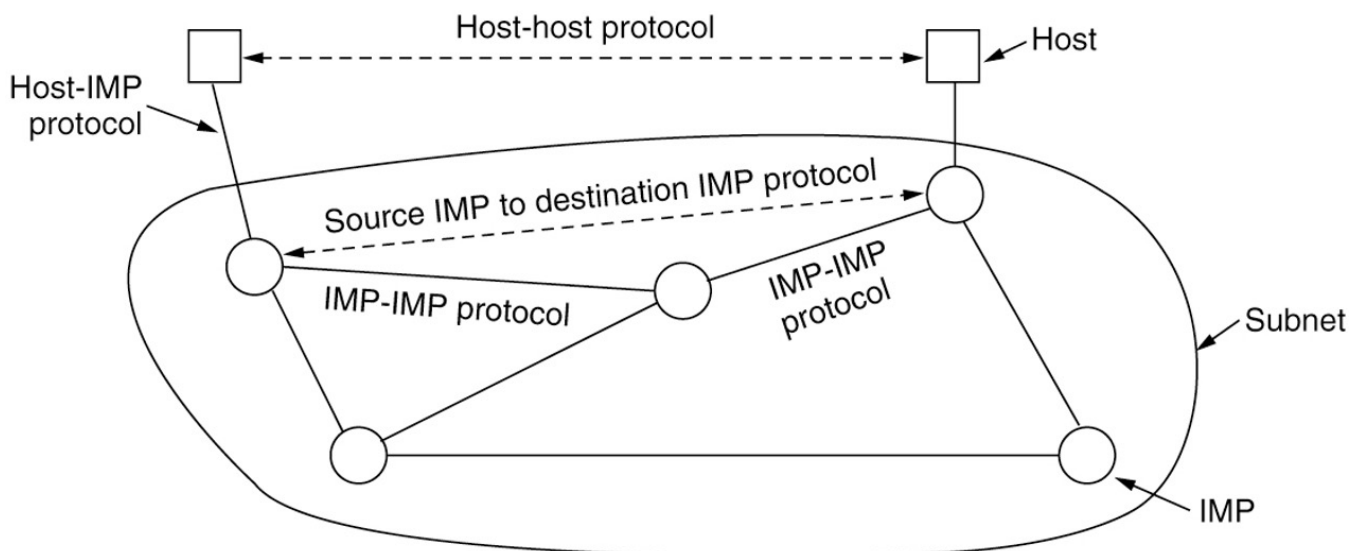 Host-host protocol
Host
Host-IMP
protocol
Source IMP to destination IMP protocol
IMP-IMP protocol
IMP-IMP
protocol
Subnet
IMP